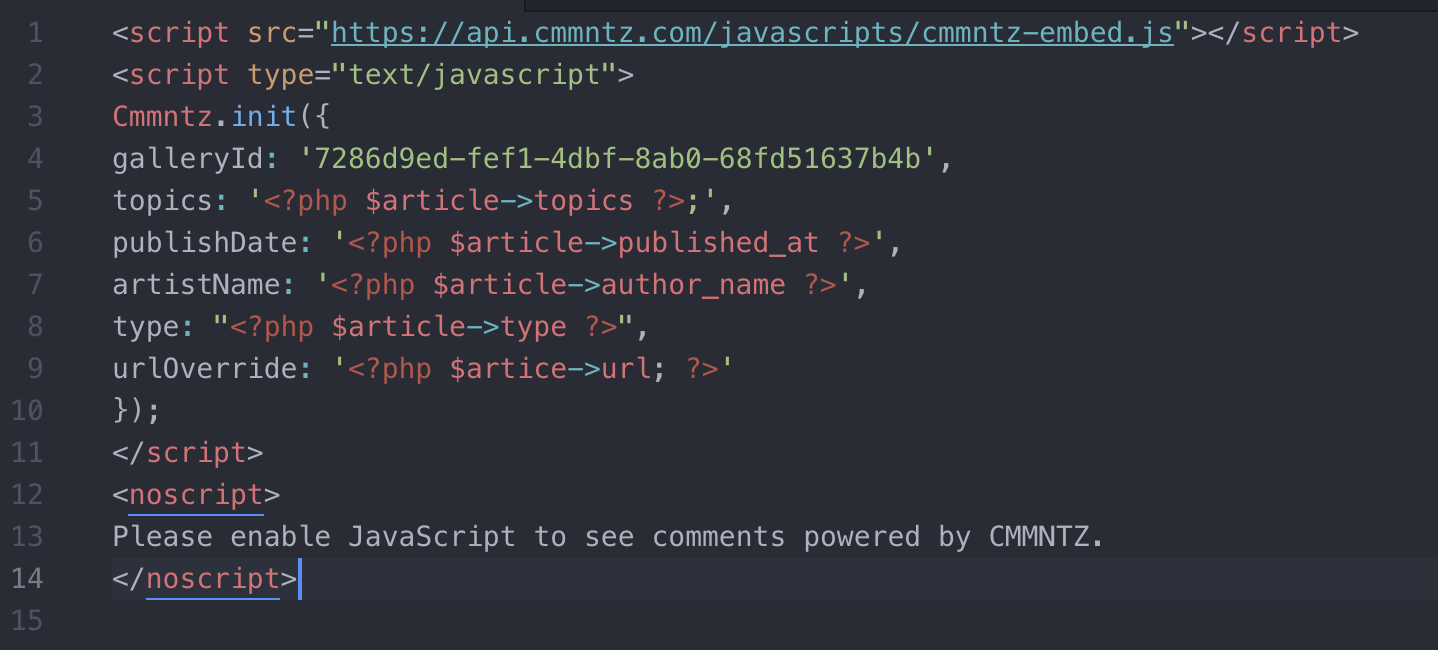 1 <script src="https://api.cmmntz.com/javascripts/cmmntz-embed.js"></script>
2 <script type="text/javascript">
3 Cmmntz.init({
4 galleryId: '7286d9ed-fef1-4dbf-8ab0-68fd51637b4b',
5 topics: '<?php $article->topics ?>;',
6 publishDate: '<?php $article->published_at ?>',
7 artistName: '<?php $article->author_name ?>',
8 type: "<?php $article->type ?>",
9 urlOverride: '<?php $artice->url; ?>'
10 });
11 </script>
12 <noscript>
13 Please enable JavaScript to see comments powered by CMMNTZ.
14 </noscript>
15